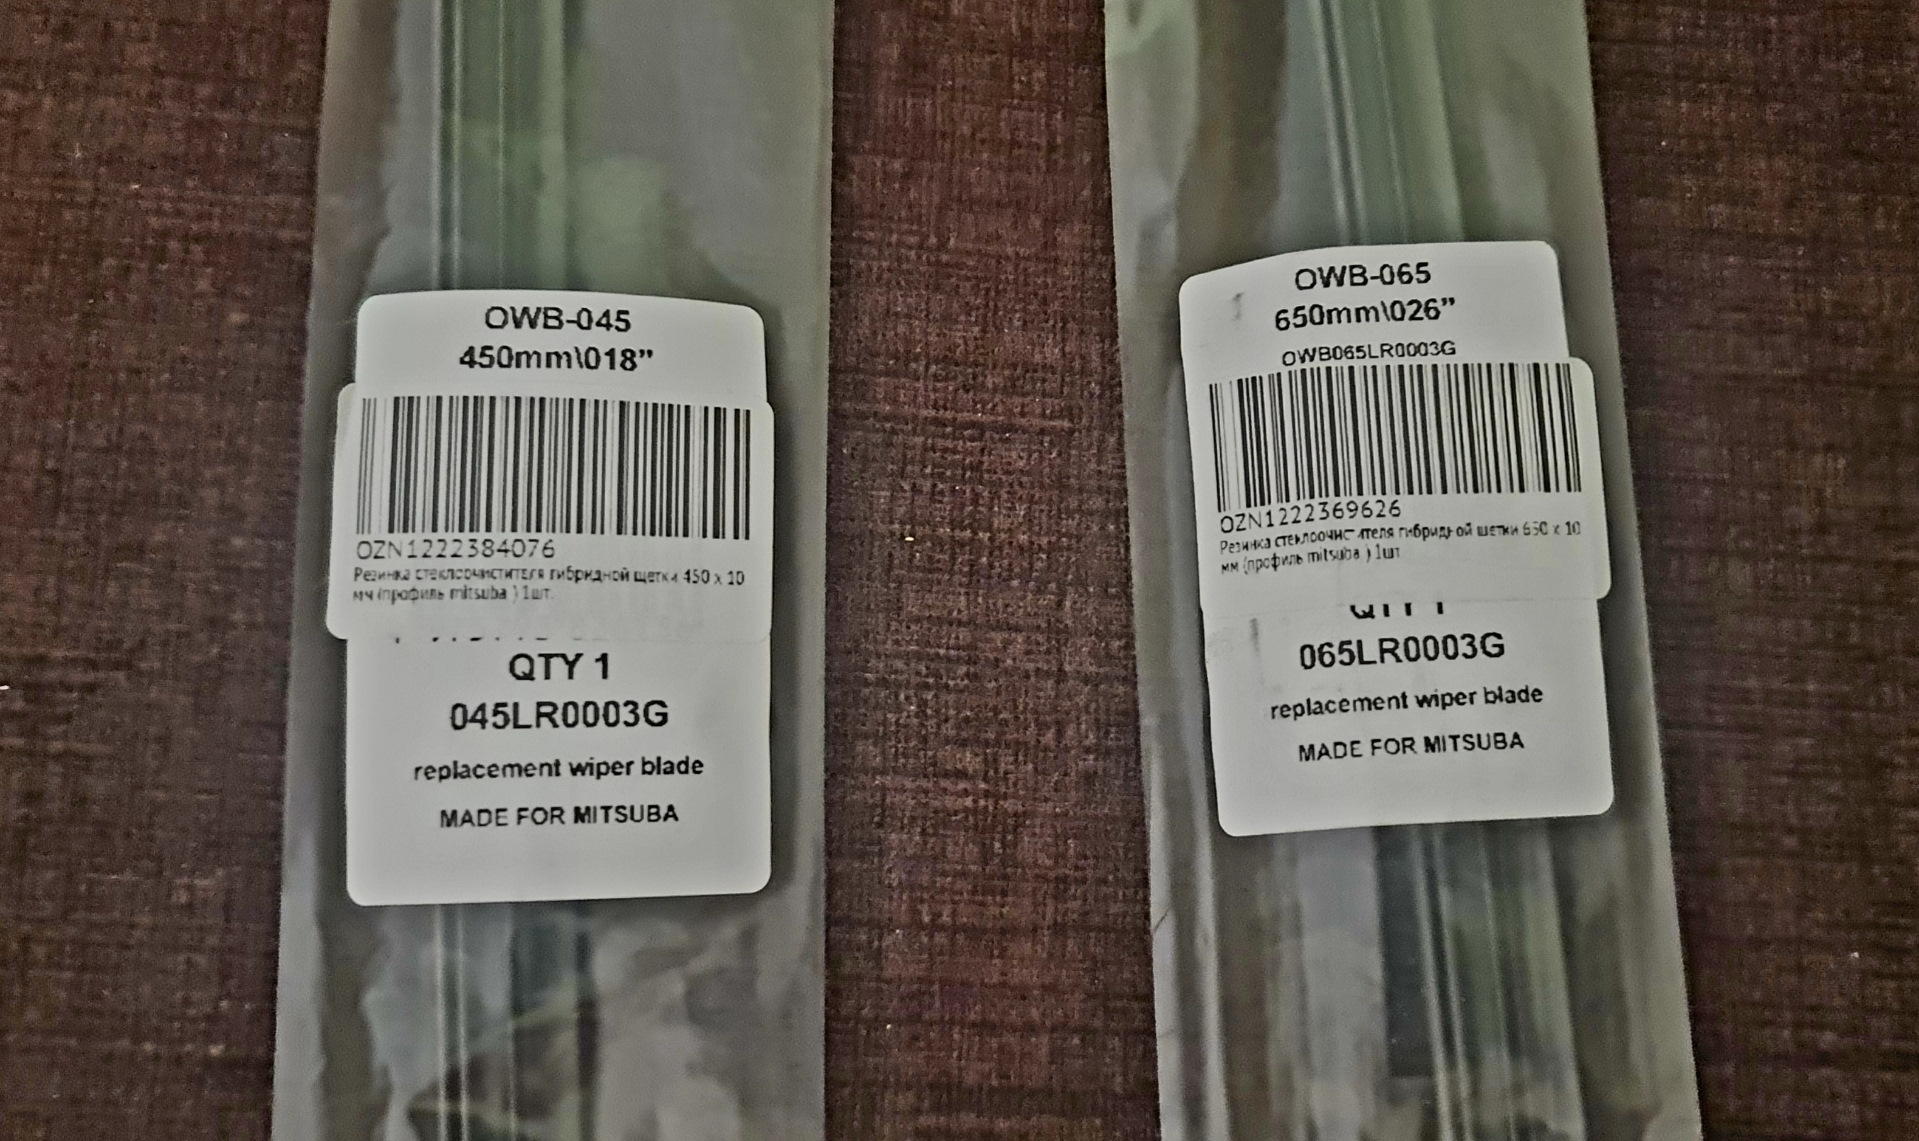 OWB-045
450mm\018”
OZN1222384076
Резинка стеклоочистителя гибридной щетки 450 x 10
мм (профиль mitsuba ) 1шт.
QTY 1
045LR0003G
replacement wiper blade
MADE FOR MITSUBA
OWB-065
650mm\026”
OWB065LR0003G
OZN1222369626
Резинка стеклоочистителя гибридной щетки 650 x 10
мм (профиль mitsuba ) 1шт
QTY 1
065LR0003G
replacement wiper blade
MADE FOR MITSUBA